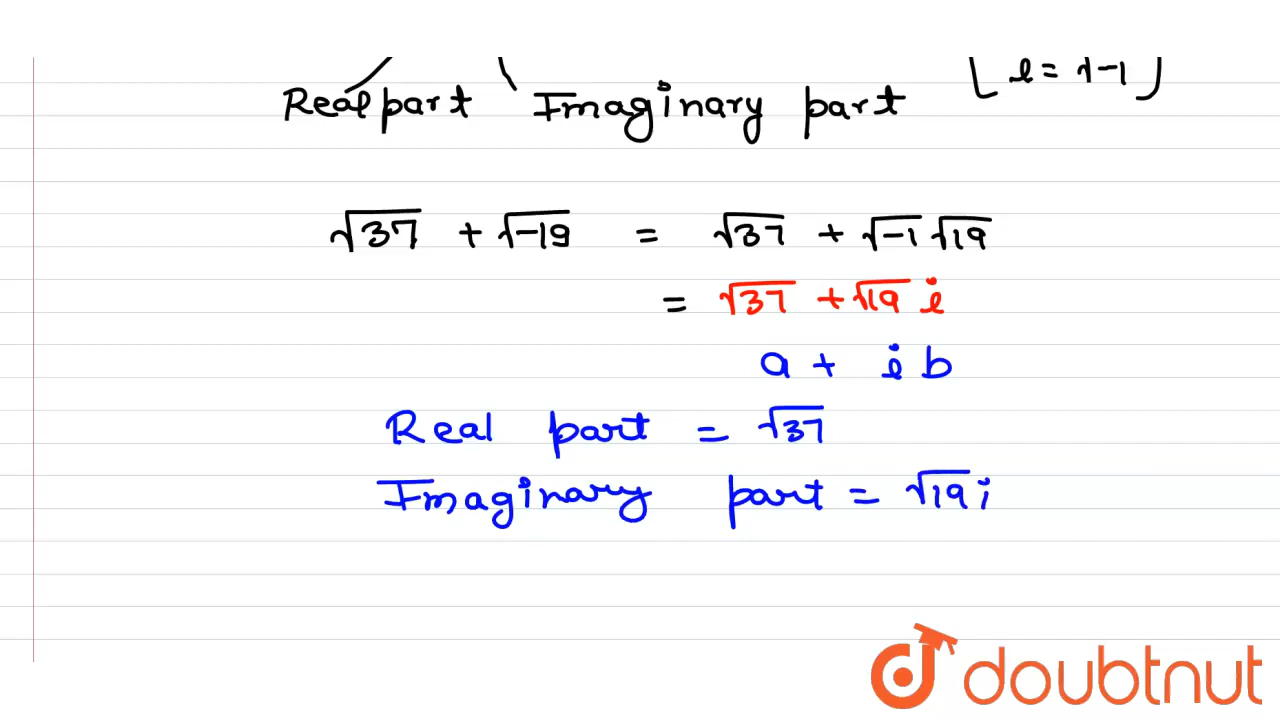 Real part Imaginary part [i = √-1]
√37 + √-19 = √37 + √-1 √19
= √37 + √19 i
a + i b
Real part = √37
Imaginary part = √19 i
doubtnut